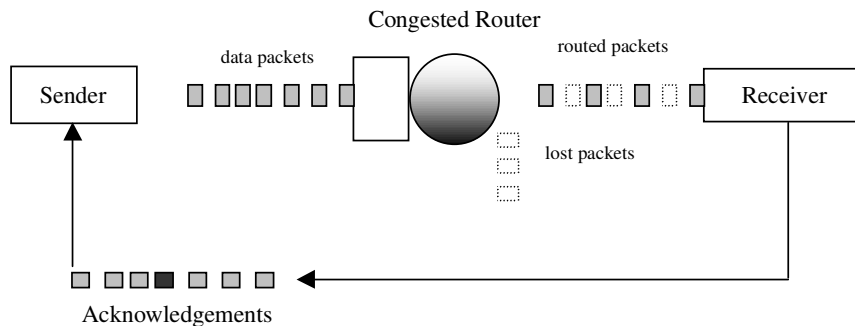 Congested Router
data packets
routed packets
Sender
Receiver
lost packets
Acknowledgements